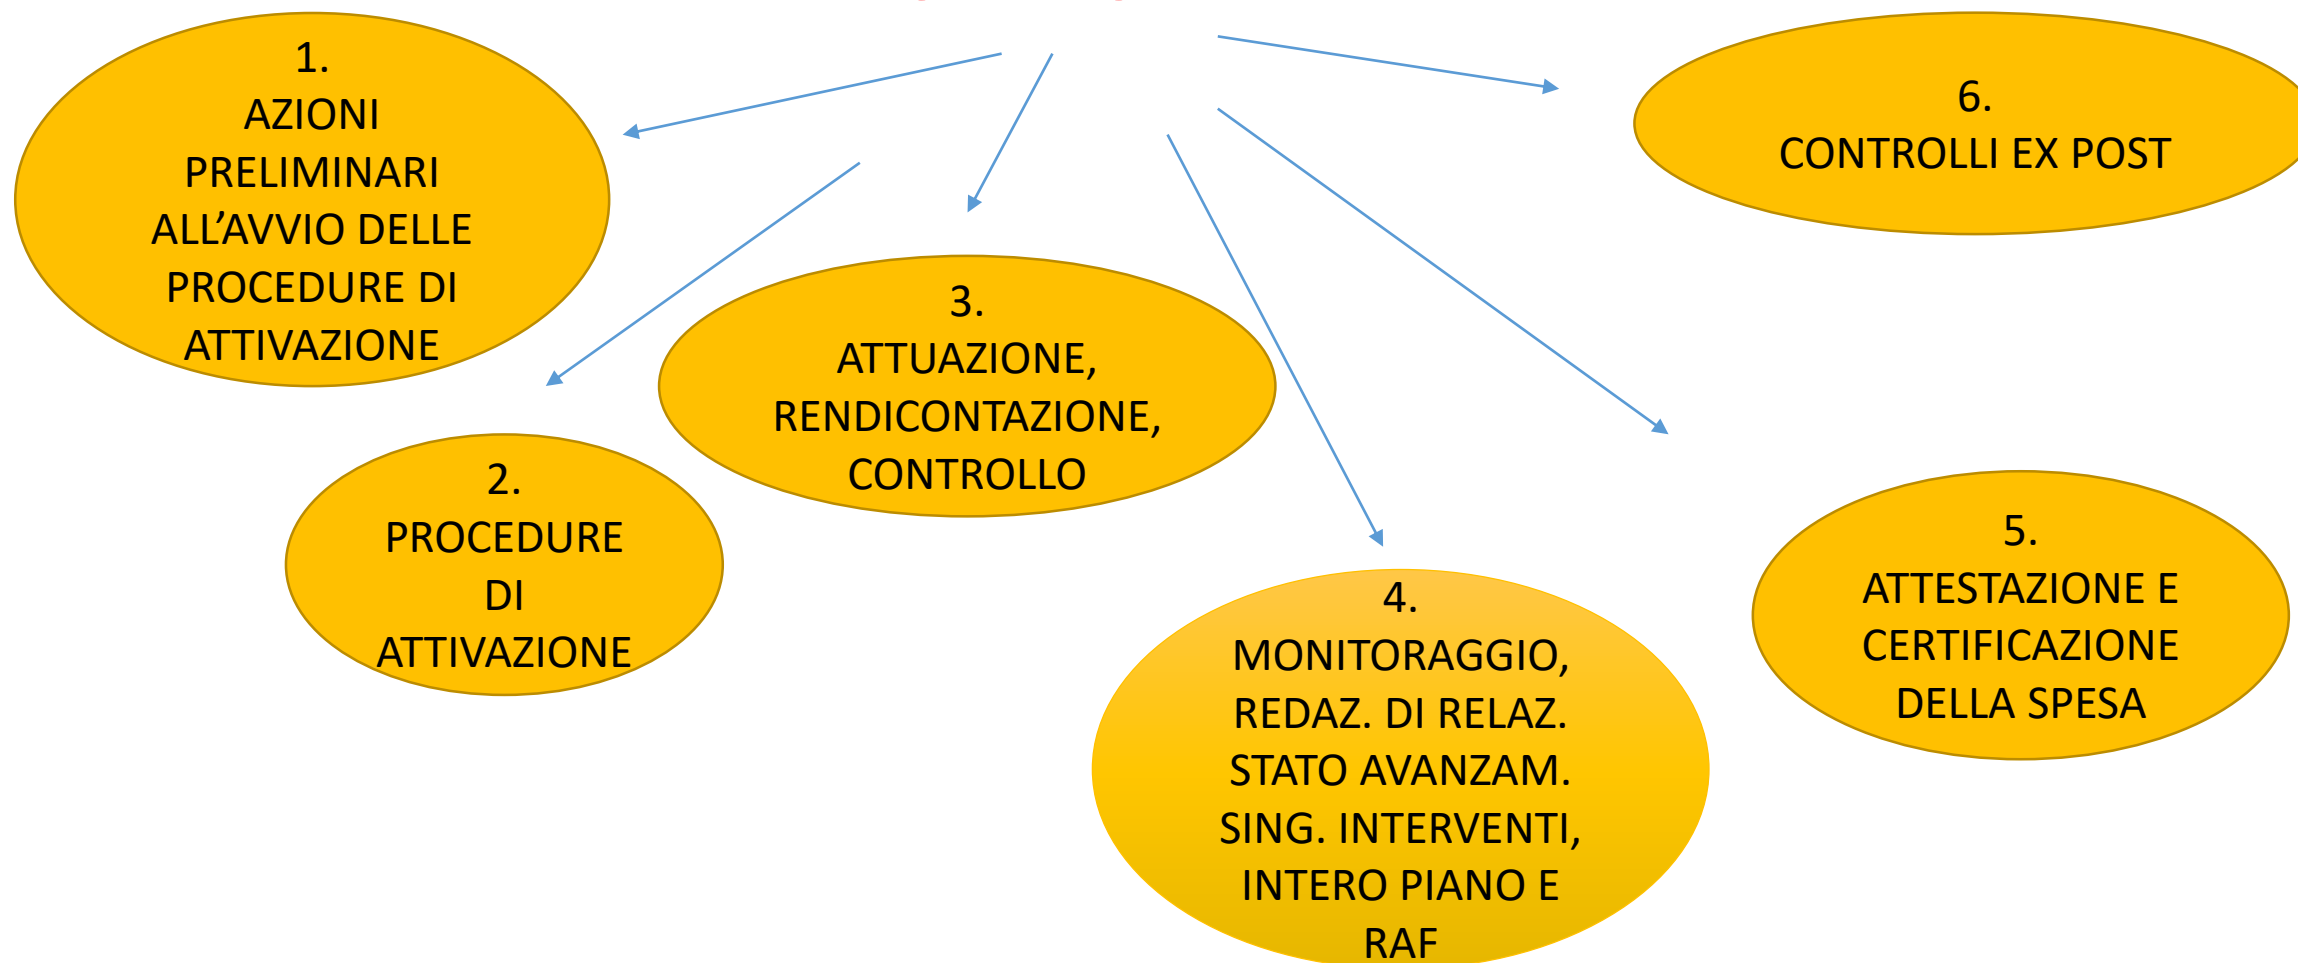 1.
AZIONI
PRELIMINARI
ALL’AVVIO DELLE
PROCEDURE DI
ATTIVAZIONE
2.
PROCEDURE
DI
ATTIVAZIONE
3.
ATTUAZIONE,
RENDICONTAZIONE,
CONTROLLO
4.
MONITORAGGIO,
REDAZ. DI RELAZ.
STATO AVANZAM.
SING. INTERVENTI,
INTERO PIANO E
RAF
5.
ATTESTAZIONE E
CERTIFICAZIONE
DELLA SPESA
6.
CONTROLLI EX POST